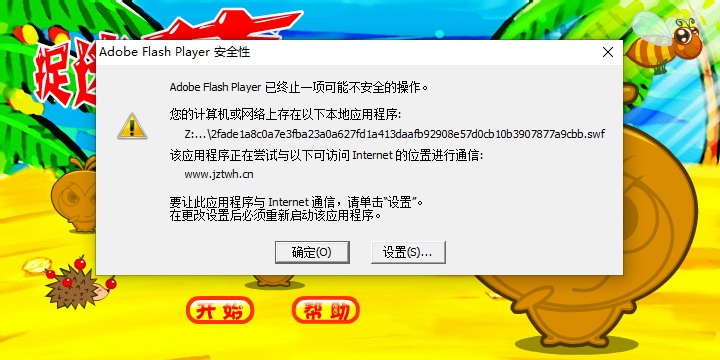 捉迷
Adobe Flash Player 安全性
Adobe Flash Player 已终止一项可能不安全的操作。
您的计算机或网络上存在以下本地应用程序:
Z:...\2fade1a8c0a7e3fba23a0a627fd1a413daafb92908e57d0cb10b3907877a9cbb.swf
该应用程序正在尝试与以下可访问 Internet 的位置进行通信:
www.jztwh.cn
要让此应用程序与 Internet 通信，请单击“设置”。
在更改设置后必须重新启动该应用程序。
确定(O)
设置(S)...
开始
帮助